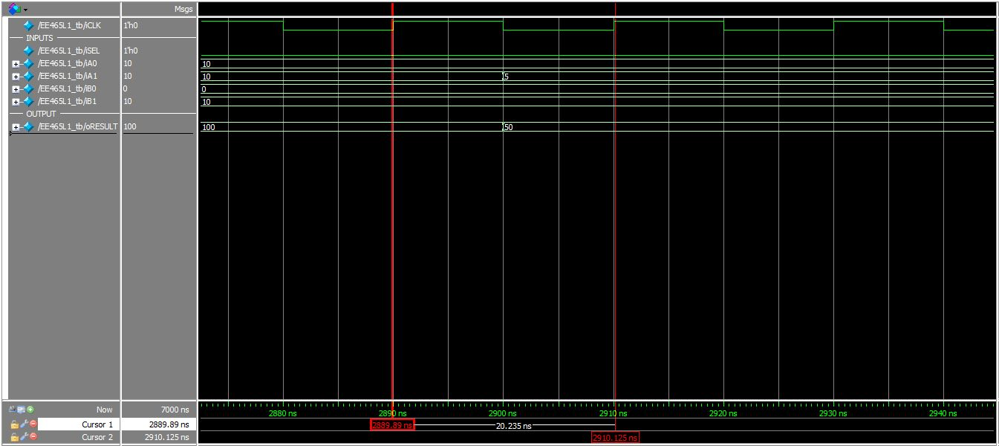 Msgs
/EE465L1_tb/iCLK 1'h0
INPUTS
/EE465L1_tb/iSEL 1'h0
/EE465L1_tb/iA0 10 10
/EE465L1_tb/iA1 10 10 5
/EE465L1_tb/iB0 0 0
/EE465L1_tb/iB1 10 10
OUTPUT
/EE465L1_tb/oRESULT 100 100 50
Now 7000 ns 2880 ns 2890 ns 2900 ns 2910 ns 2920 ns 2930 ns 2940 ns
Cursor 1 2889.89 ns 2889.89 ns 20.235 ns
Cursor 2 2910.125 ns 2910.125 ns